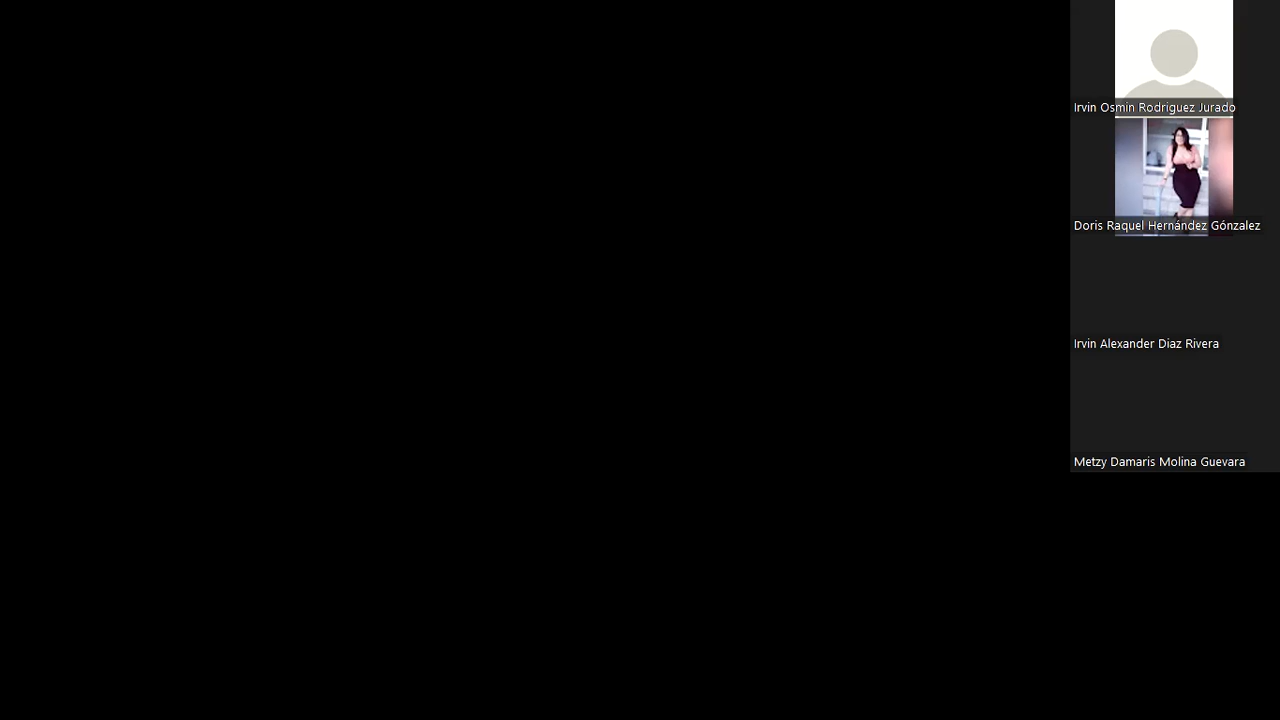 Irvin Osmin Rodriguez Jurado
Doris Raquel Hernández Gónzalez
Irvin Alexander Diaz Rivera
Metzy Damaris Molina Guevara